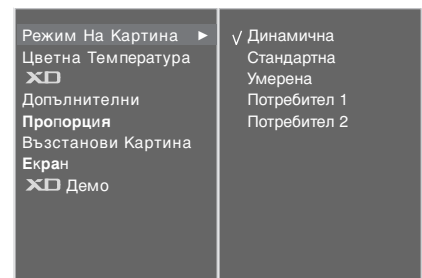 Режим На Картина ►
Цветна Температура
XD
Допълнителни
Пропорция
Възстанови Картина
Екран
XD Демо
√ Динамична
Стандартна
Умерена
Потребител 1
Потребител 2